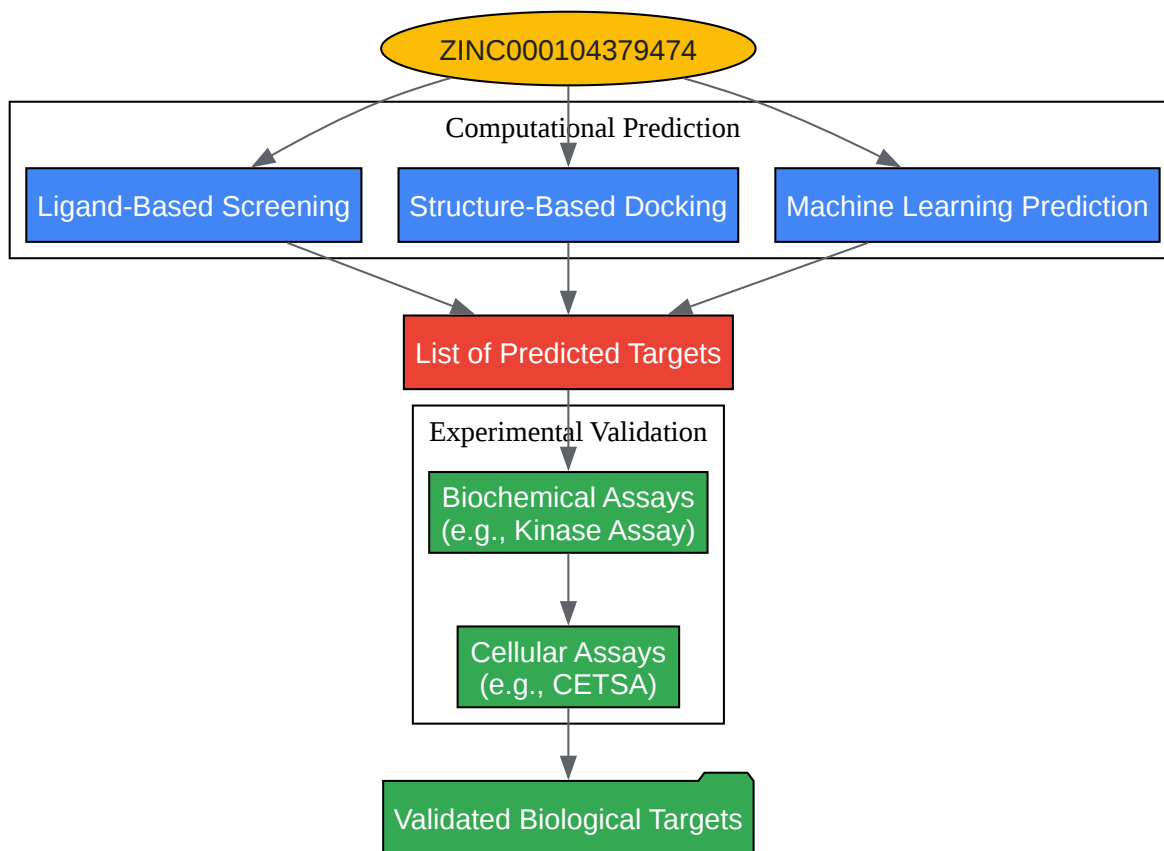 ZINC000104379474
Computational Prediction
Ligand-Based Screening
Structure-Based Docking
Machine Learning Prediction
List of Predicted Targets
Experimental Validation
Biochemical Assays
(e.g., Kinase Assay)
Cellular Assays
(e.g., CETSA)
Validated Biological Targets